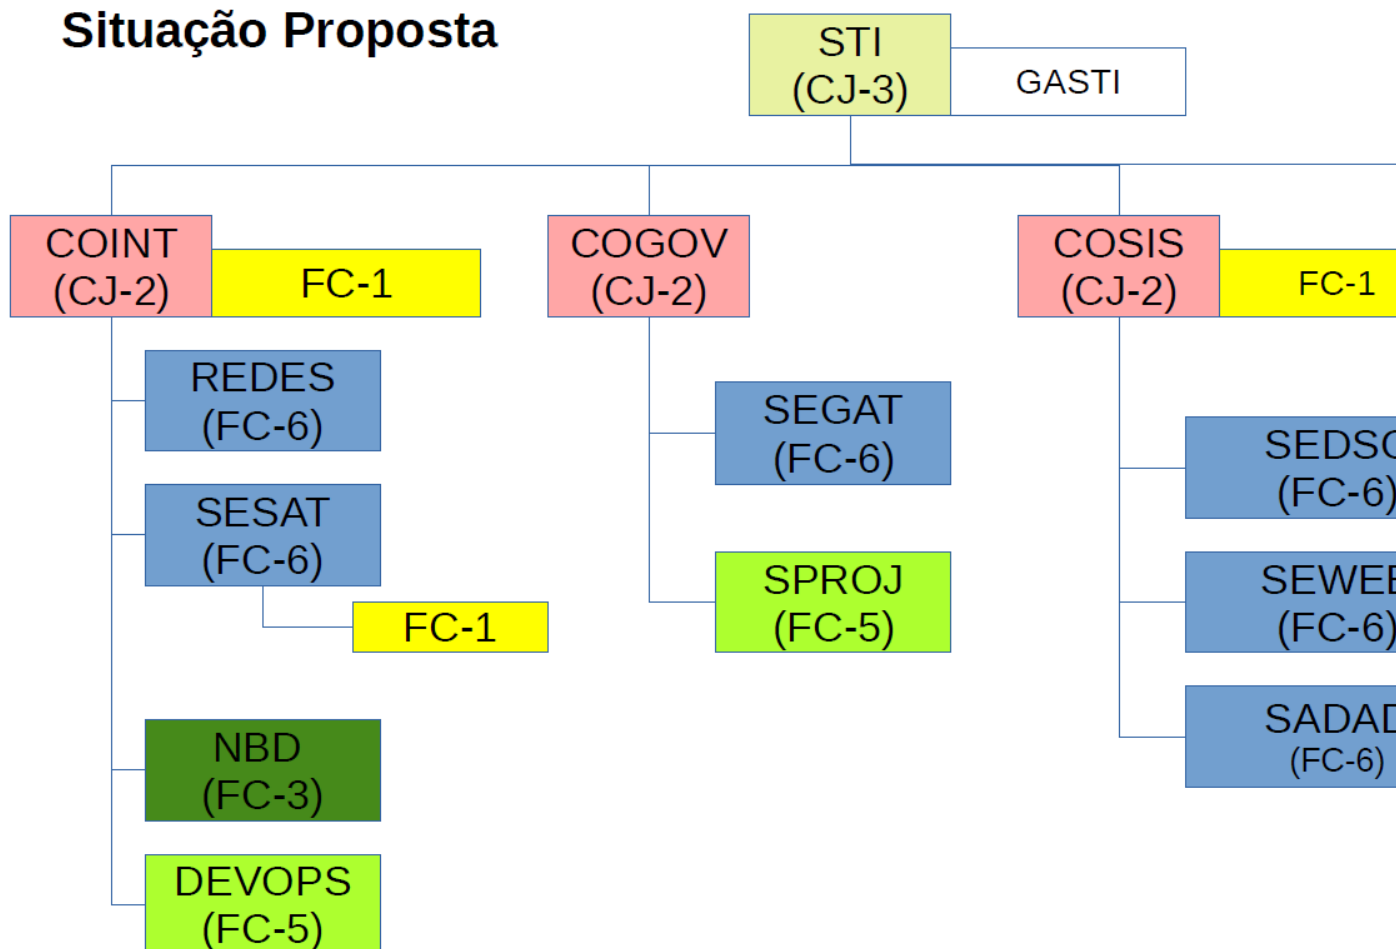 Situação Proposta
STI
(CJ-3)
GASTI
COINT
(CJ-2)
FC-1
COGOV
(CJ-2)
COSIS
(CJ-2)
FC-1
REDES
(FC-6)
SESAT
(FC-6)
FC-1
NBD
(FC-3)
DEVOPS
(FC-5)
SEGAT
(FC-6)
SPROJ
(FC-5)
(FC-6)
(FC-6)
(FC-6)